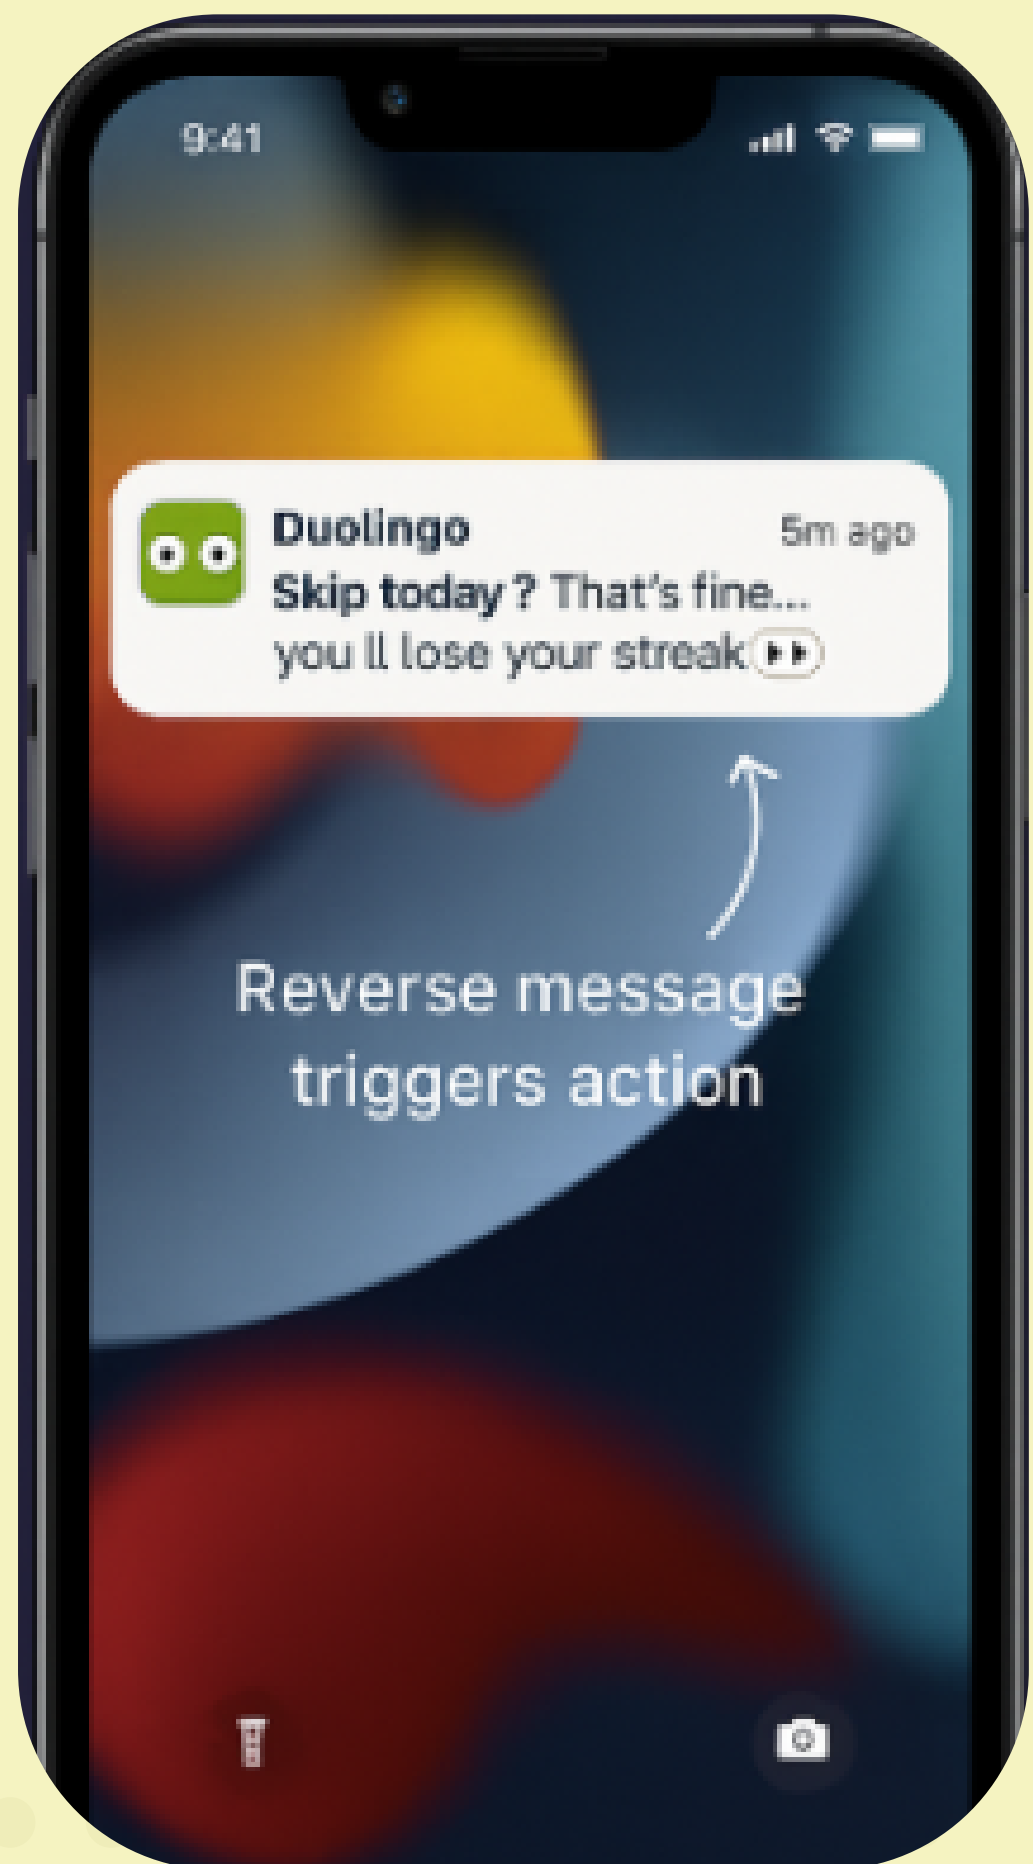 9:41
Duolingo
5m ago
Skip today? That's fine...
you ll lose your streak
Reverse message
triggers action